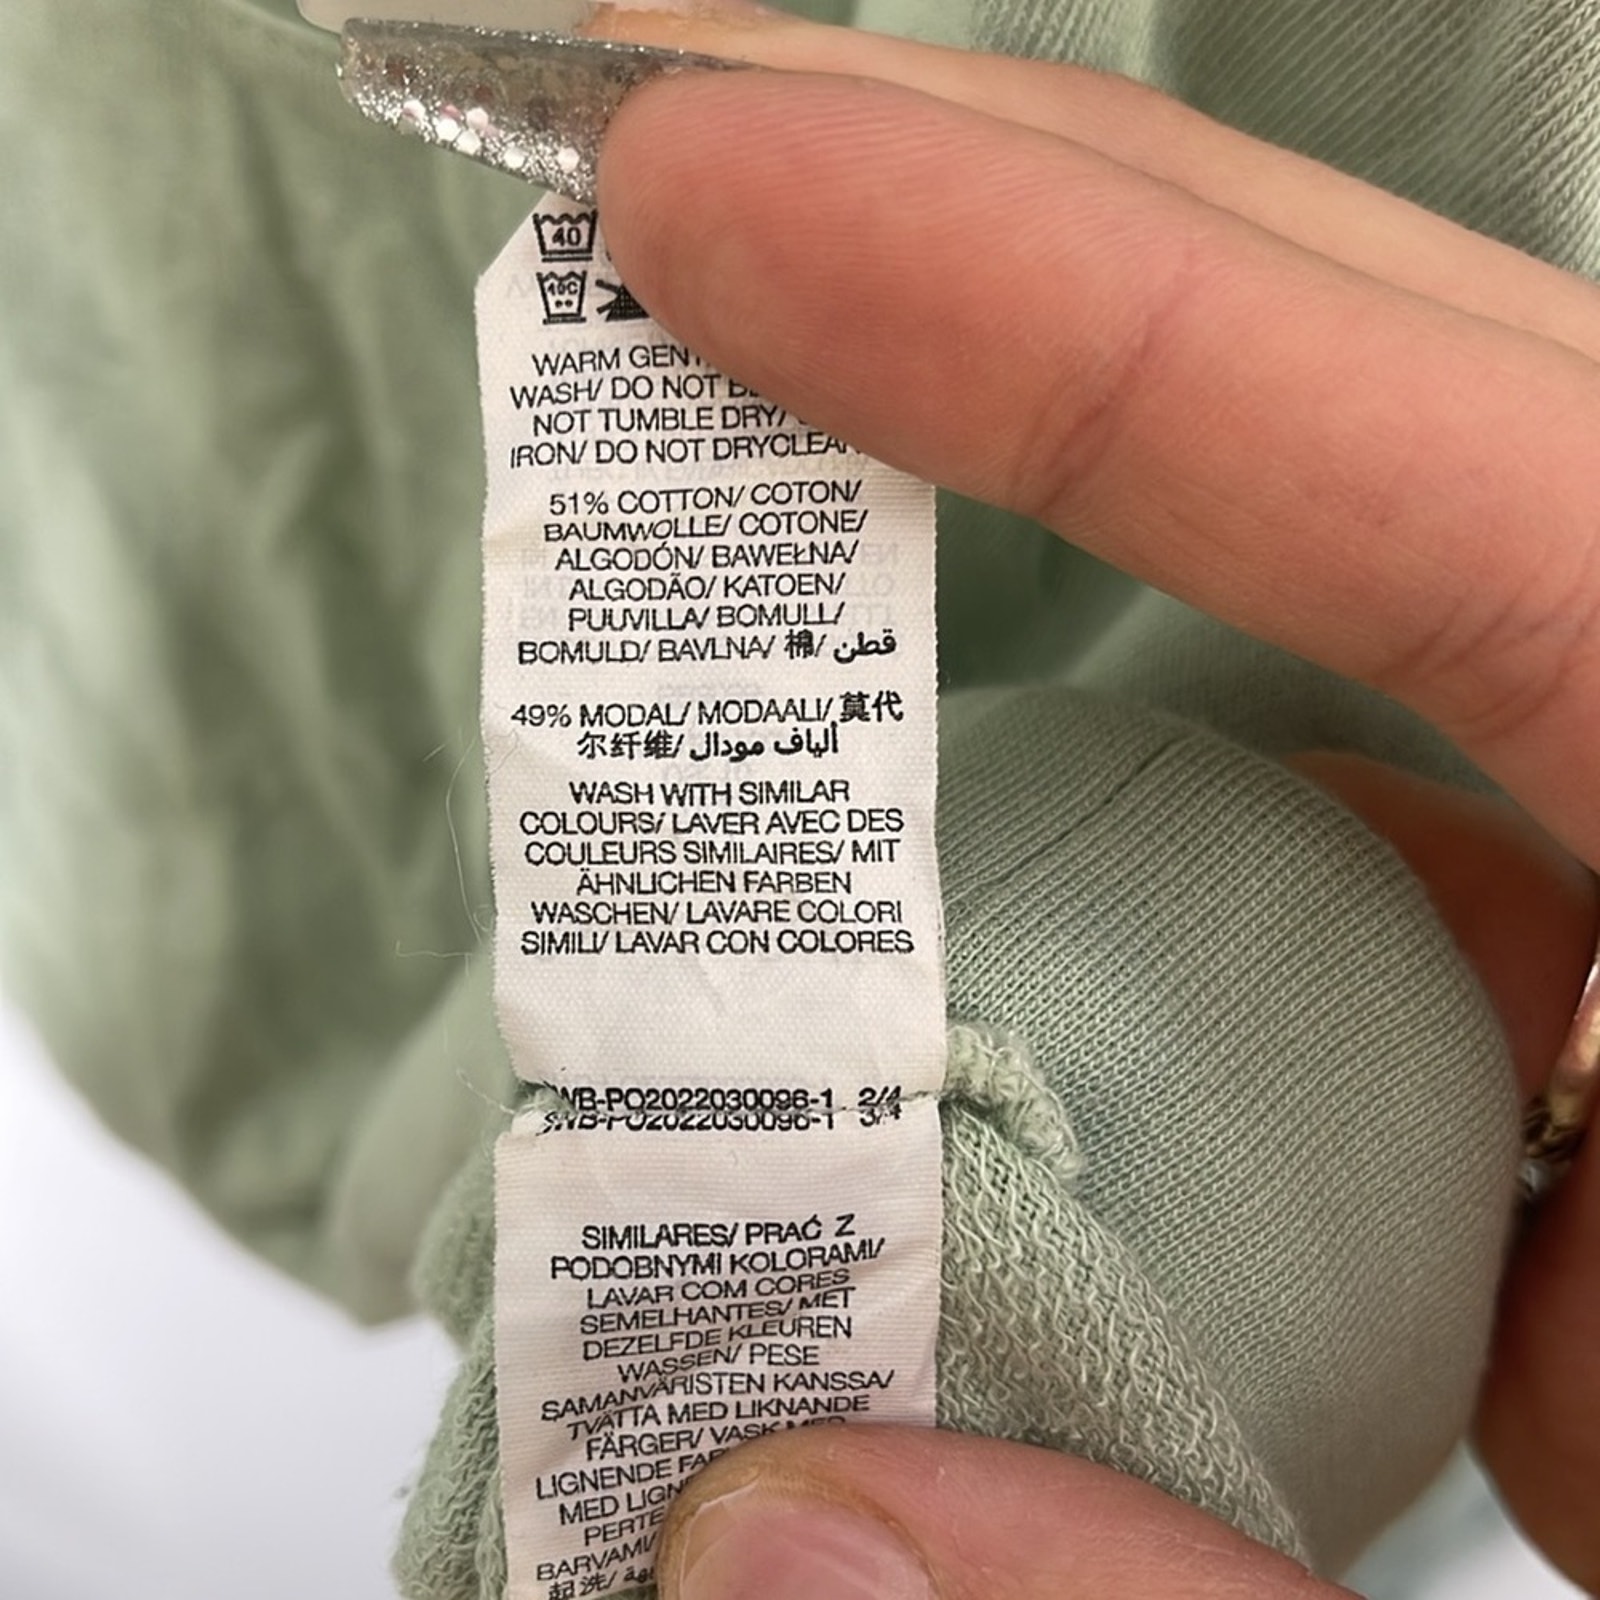 40
WARM
WASH/ DO NOT
NOT TUMBLE DRY/
IRON/ DO NOT DRYCLEAN
51% COTTON/ COTON/
BAUMWOLLE/ COTONE/
ALGODÓN/ BAWEŁNA/
ALGODÃO/ KATOEN/
PUUVILLA/ BOMULL/
BOMULD/ BAVLNA/ 棉/ قطن
49% MODAL/ MODAALI/ 莫代
尔纤维/ ألياف مودال
WASH WITH SIMILAR
COLOURS/ LAVER AVEC DES
COULEURS SIMILAIRES/ MIT
ÄHNLICHEN FARBEN
WASCHEN/ LAVARE COLORI
SIMILI/ LAVAR CON COLORES
WB-PO2022030096-1 2/4
WB-PO2022030096-1 3/4
SIMILARES/ PRAĆ Z
PODOBNYMI KOLORAMI/
LAVAR COM CORES
SEMELHANTES/ MET
DEZELFDE KLEUREN
WASSEN/ PESE
SAMANVÄRISTEN KANSSA/
TVÄTTA MED LIKNANDE
FÄRGER/ VASK MED
LIGNENDE
MED
BARVAMI/